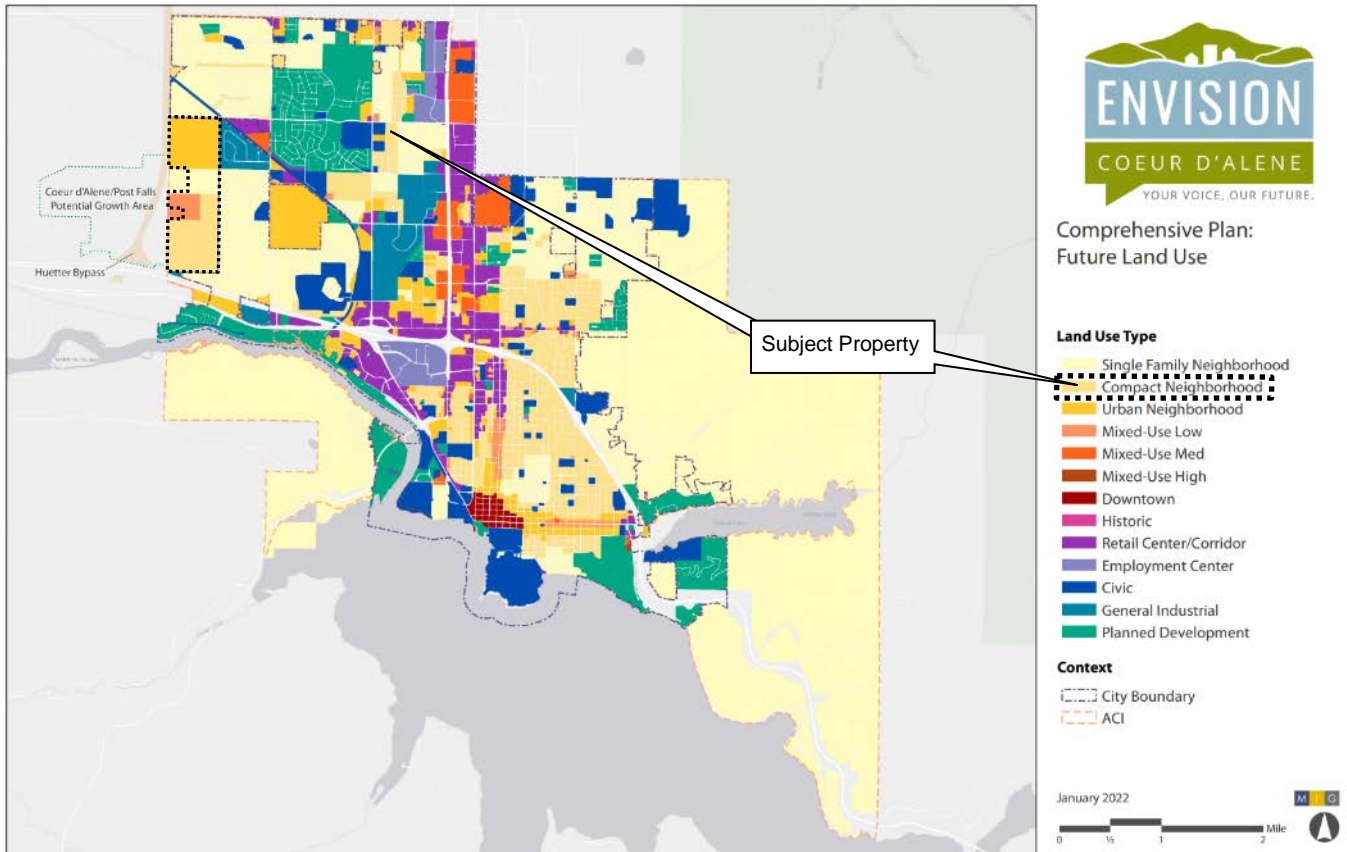 Coeur d'Alene/Post Falls
Potential Growth Area
Huetter Bypass
Subject Property
ENVISION
COEUR D'ALENE
YOUR VOICE, OUR FUTURE.
Comprehensive Plan:
Future Land Use
Land Use Type
Single Family Neighborhood
Compact Neighborhood
Urban Neighborhood
Mixed-Use Low
Mixed-Use Med
Mixed-Use High
Downtown
Historic
Retail Center/Corridor
Employment Center
Civic
General Industrial
Planned Development
Context
City Boundary
ACI
January 2022
M I G
0 ½ 1 2 Mile